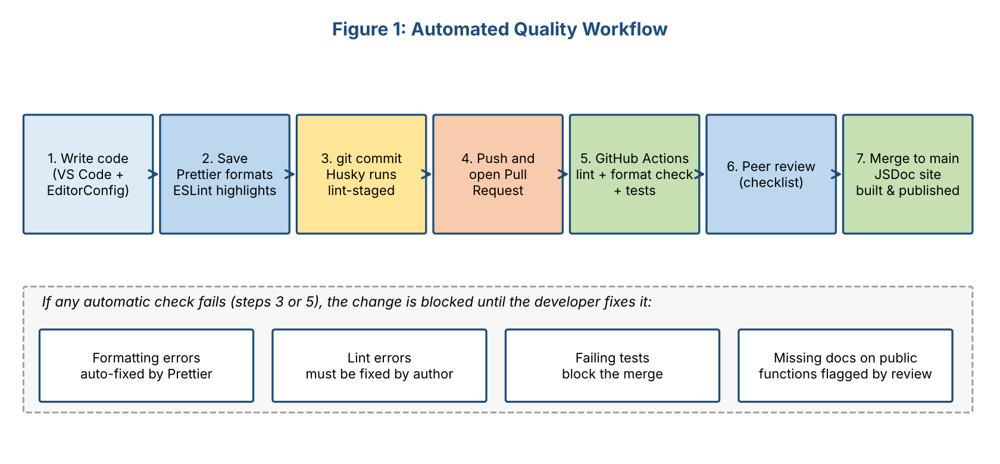 Figure 1: Automated Quality Workflow
1. Write code
(VS Code +
EditorConfig)
2. Save
Prettier formats
ESLint highlights
3. git commit
Husky runs
lint-staged
4. Push and
open Pull
Request
5. GitHub Actions
lint + format check
+ tests
6. Peer review
(checklist)
7. Merge to main
JSDoc site
built & published
If any automatic check fails (steps 3 or 5), the change is blocked until the developer fixes it:
Formatting errors
auto-fixed by Prettier
Lint errors
must be fixed by author
Failing tests
block the merge
Missing docs on public
functions flagged by review